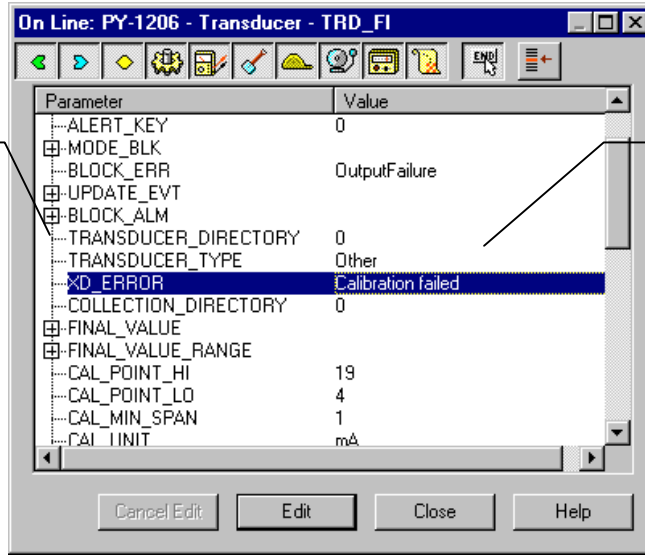 On Line: PY-1206 - Transducer - TRD_FI
END
Parameter Value
ALERT_KEY 0
MODE_BLK
BLOCK_ERR OutputFailure
UPDATE_EVT
BLOCK_ALM
TRANSDUCER_DIRECTORY 0
TRANSDUCER_TYPE Other
XD_ERROR Calibration failed
COLLECTION_DIRECTORY 0
FINAL_VALUE
FINAL_VALUE_RANGE
CAL_POINT_HI 19
CAL_POINT_LO 4
CAL_MIN_SPAN 1
CAL_UNIT mA
Cancel Edit Edit Close Help